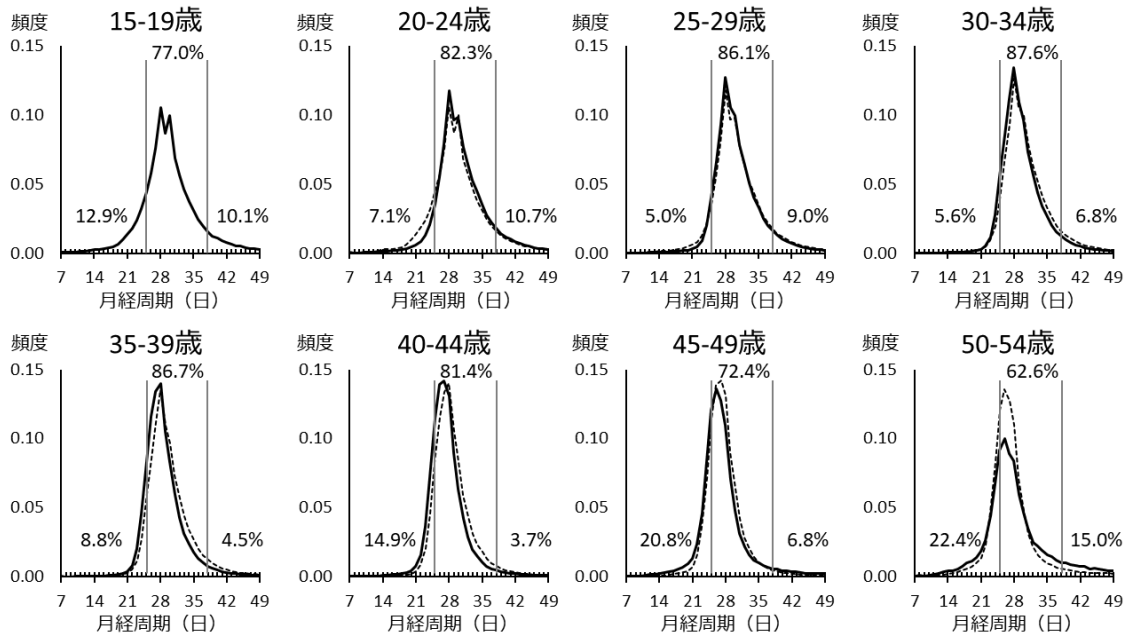 頻度 15-19歳 頻度 20-24歳 頻度 25-29歳 頻度 30-34歳
0.15 77.0% 0.15 82.3% 0.15 86.1% 0.15 87.6%
0.10 0.10 0.10 0.10
0.05 0.05 0.05 0.05
12.9% 10.1% 7.1% 10.7% 5.0% 9.0% 5.6% 6.8%
0.00 0.00 0.00 0.00
7 14 21 28 35 42 49 7 14 21 28 35 42 49 7 14 21 28 35 42 49 7 14 21 28 35 42 49
月経周期（日） 月経周期（日） 月経周期（日） 月経周期（日）
頻度 35-39歳 頻度 40-44歳 頻度 45-49歳 頻度 50-54歳
0.15 86.7% 0.15 81.4% 0.15 72.4% 0.15 62.6%
0.10 0.10 0.10 0.10
0.05 0.05 0.05 0.05
8.8% 4.5% 14.9% 3.7% 20.8% 6.8% 22.4% 15.0%
0.00 0.00 0.00 0.00
7 14 21 28 35 42 49 7 14 21 28 35 42 49 7 14 21 28 35 42 49 7 14 21 28 35 42 49
月経周期（日） 月経周期（日） 月経周期（日） 月経周期（日）